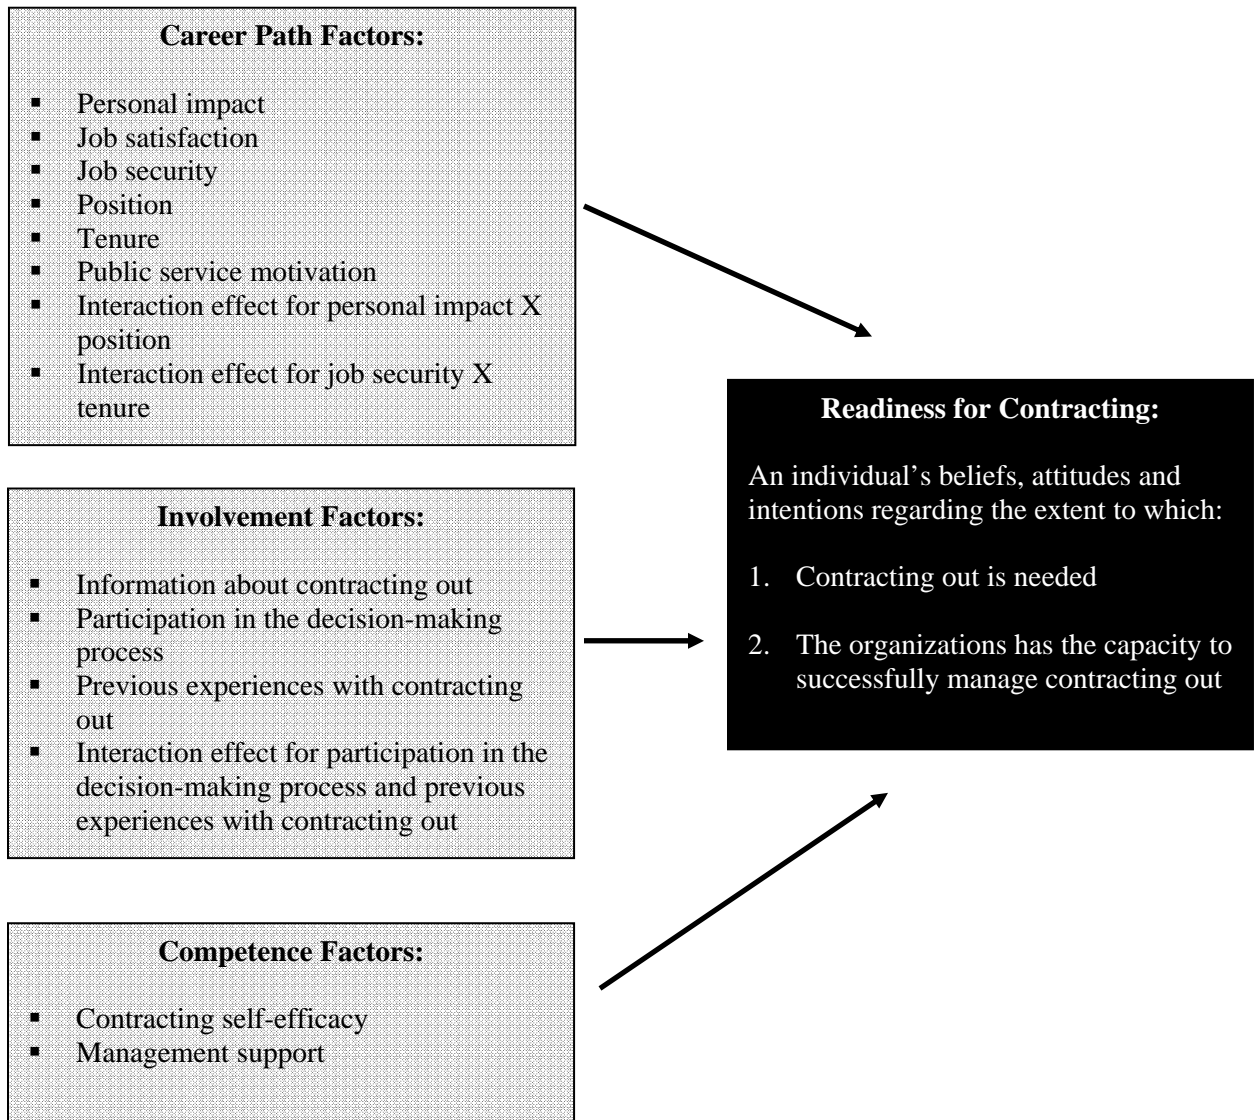 Career Path Factors:
▪ Personal impact
▪ Job satisfaction
▪ Job security
▪ Position
▪ Tenure
▪ Public service motivation
▪ Interaction effect for personal impact X
position
▪ Interaction effect for job security X
tenure
Involvement Factors:
▪ Information about contracting out
▪ Participation in the decision-making
process
▪ Previous experiences with contracting
out
▪ Interaction effect for participation in the
decision-making process and previous
experiences with contracting out
Competence Factors:
▪ Contracting self-efficacy
▪ Management support
Readiness for Contracting:
An individual’s beliefs, attitudes and
intentions regarding the extent to which:
1. Contracting out is needed
2. The organizations has the capacity to
successfully manage contracting out